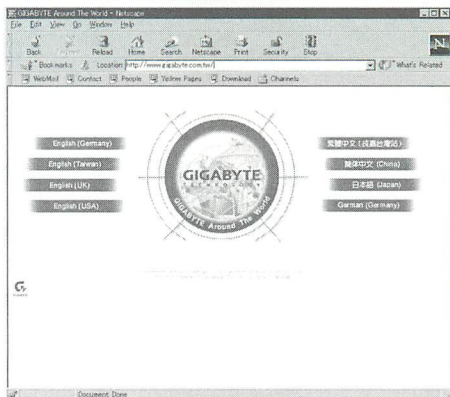 GIGABYTE Around The World - Netscape
File Edit View Go Window Help
Back Reload Home Search Netscape Print Security Stop
Bookmarks Location: http://www.gigabyte.com.tw/ What's Related
WebMail Contact People Yellow Pages Download Channels
English (Germany)
English (Taiwan)
English (UK)
English (USA)
GIGABYTE
TECHNOLOGY
GIGABYTE Around The World
簡体中文 (China)
日本語 (Japan)
German (Germany)
Document: Done